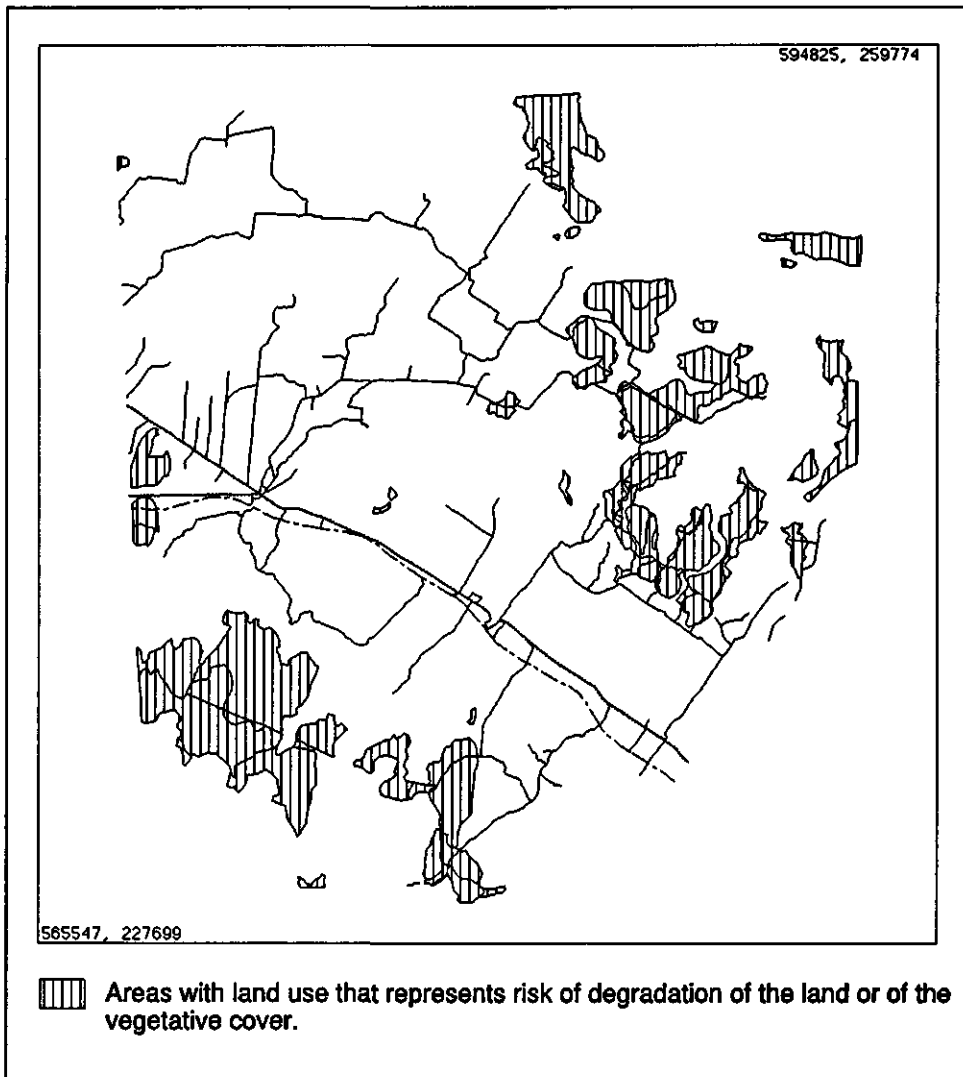 594825, 259774
565547, 227699
Areas with land use that represents risk of degradation of the land or of the
vegetative cover.